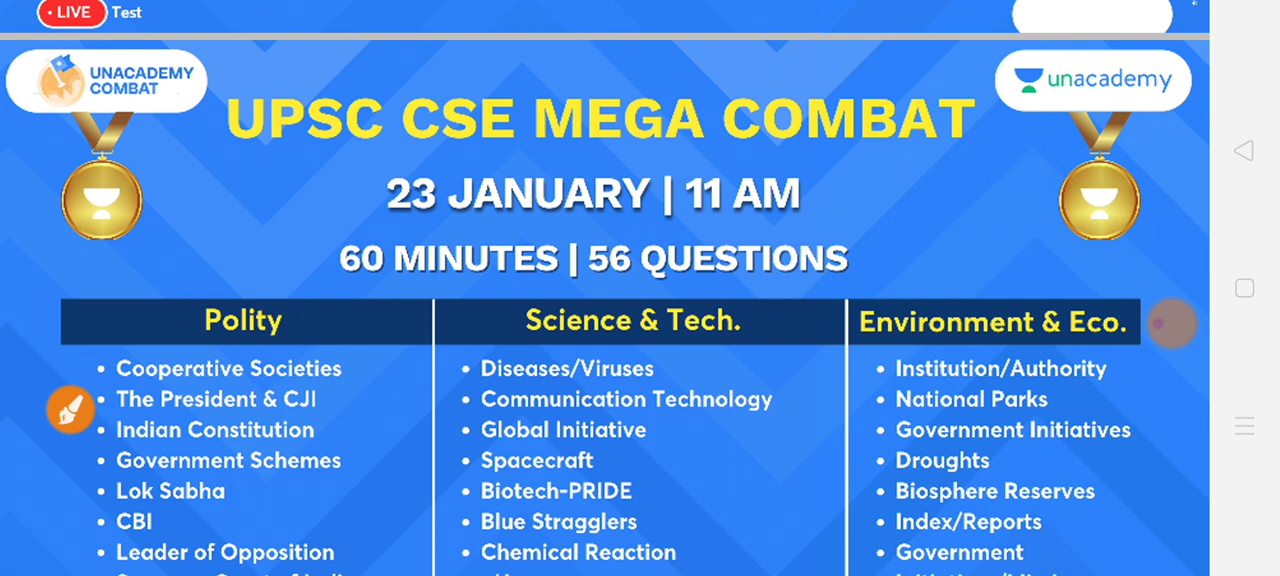 • LIVE Test
UNACADEMY
COMBAT
unacademy
UPSC CSE MEGA COMBAT
23 JANUARY | 11 AM
60 MINUTES | 56 QUESTIONS
Polity
• Cooperative Societies
• The President & CJI
• Indian Constitution
• Government Schemes
• Lok Sabha
• CBI
• Leader of Opposition
Science & Tech.
• Diseases/Viruses
• Communication Technology
• Global Initiative
• Spacecraft
• Biotech-PRIDE
• Blue Stragglers
• Chemical Reaction
Environment & Eco.
• Institution/Authority
• National Parks
• Government Initiatives
• Droughts
• Biosphere Reserves
• Index/Reports
• Government